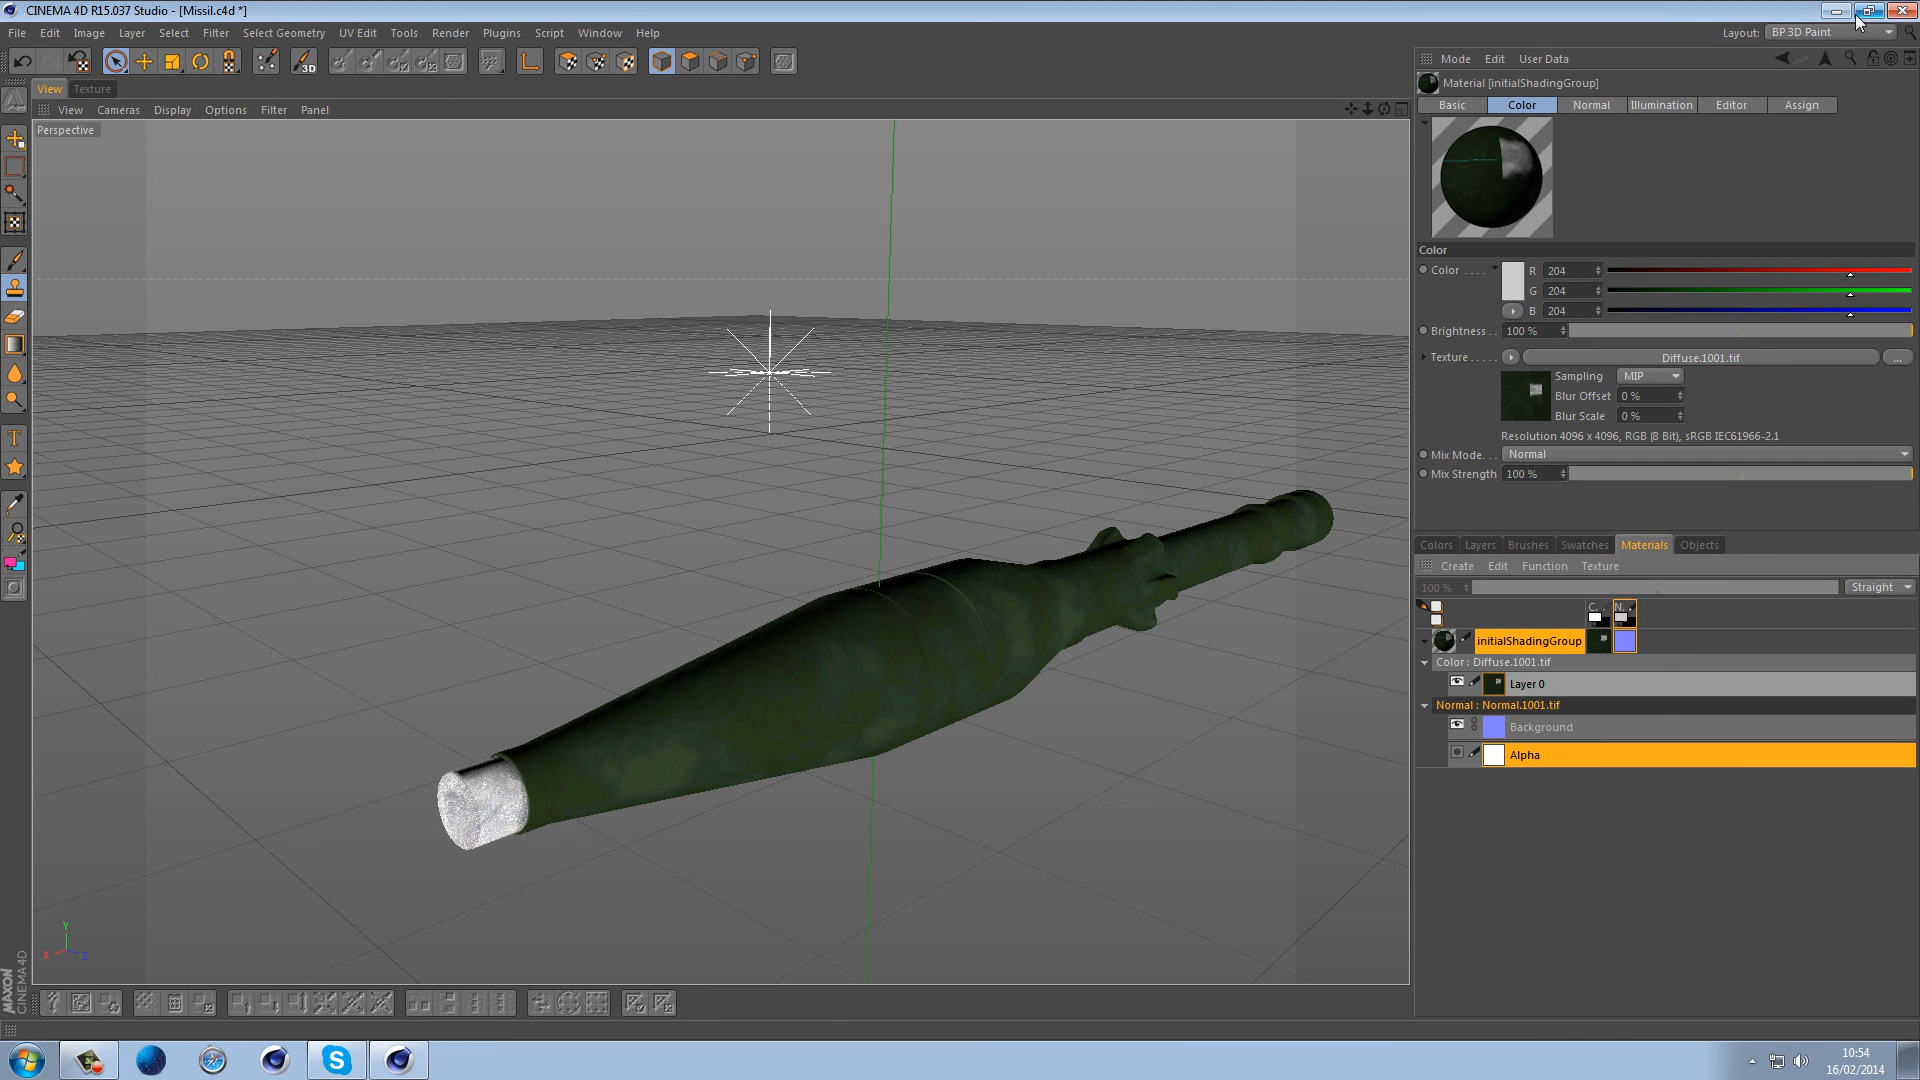 CINEMA 4D R15.037 Studio - [Missil.c4d *]
File Edit Image Layer Select Filter Select Geometry UV Edit Tools Render Plugins Script Window Help
Layout: BP 3D Paint
3D
Mode Edit User Data
View Texture
Material [initialShadingGroup]
View Cameras Display Options Filter Panel
Basic Color Normal Illumination Editor Assign
Perspective
Color
Color . . . . R 204
G 204
B 204
Brightness . . 100 %
Texture . . . . . Diffuse.1001.tif ...
Sampling MIP
Blur Offset 0 %
Blur Scale 0 %
Resolution 4096 x 4096, RGB (8 Bit), sRGB IEC61966-2.1
Mix Mode. . . Normal
Mix Strength 100 %
Colors Layers Brushes Swatches Materials Objects
Create Edit Function Texture
100 % Straight
C. N.
initialShadingGroup
Color : Diffuse.1001.tif
Layer 0
Normal : Normal.1001.tif
Background
Alpha
Y
X Z
MAXON
CINEMA 4D
10:54
16/02/2014